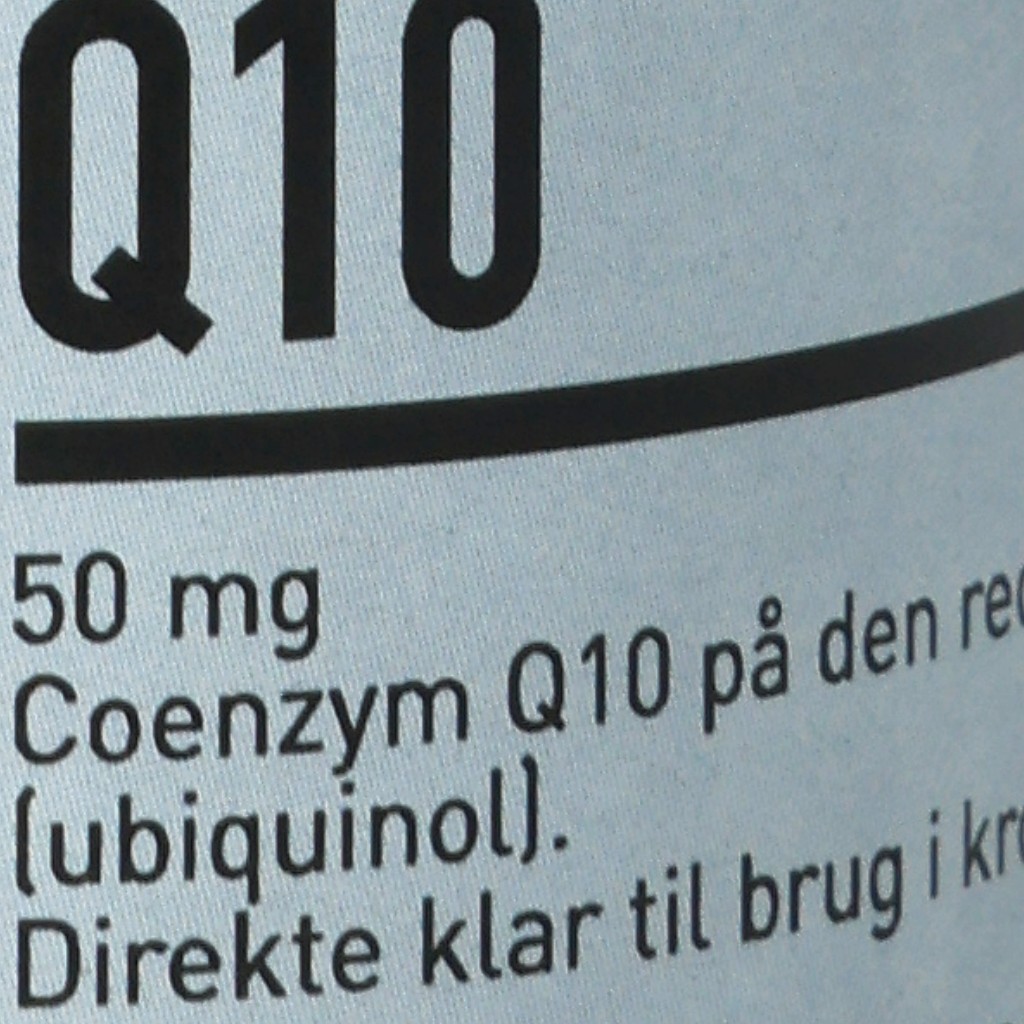 Q10
50 mg
Coenzym Q10 på den
(ubiquinol).
Direkte klar til brug i